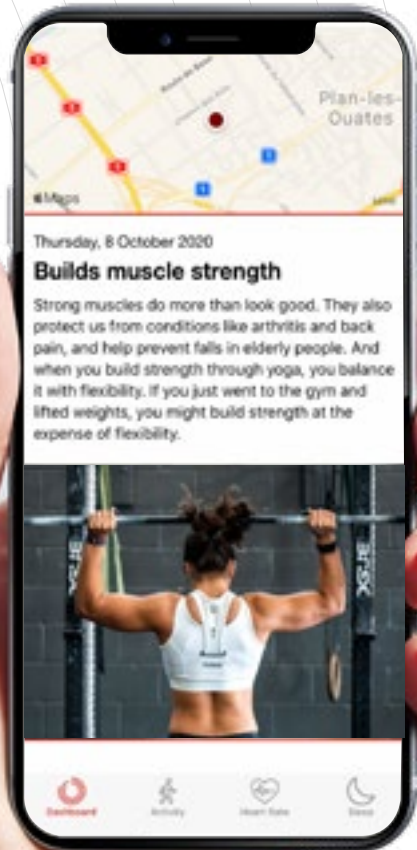 Plan-les-
Ouates
Maps
Thursday, 8 October 2020
Builds muscle strength
Strong muscles do more than look good. They also
protect us from conditions like arthritis and back
pain, and help prevent falls in elderly people. And
when you build strength through yoga, you balance
it with flexibility. If you just went to the gym and
lifted weights, you might build strength at the
expense of flexibility.
Dashboard
Activity
Heart Rate
Sleep